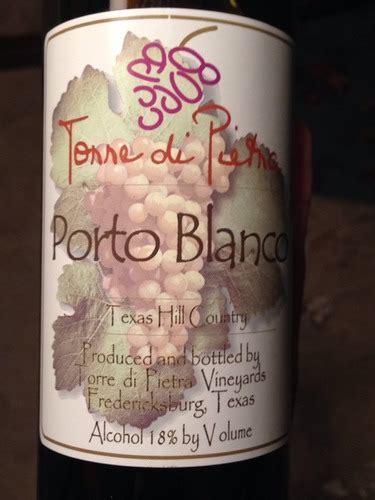 Torre di Pietra
Porto Blanco
Texas Hill Country
Produced and bottled by
Torre di Pietra Vineyards
Fredericksburg, Texas
Alcohol 18% by Volume